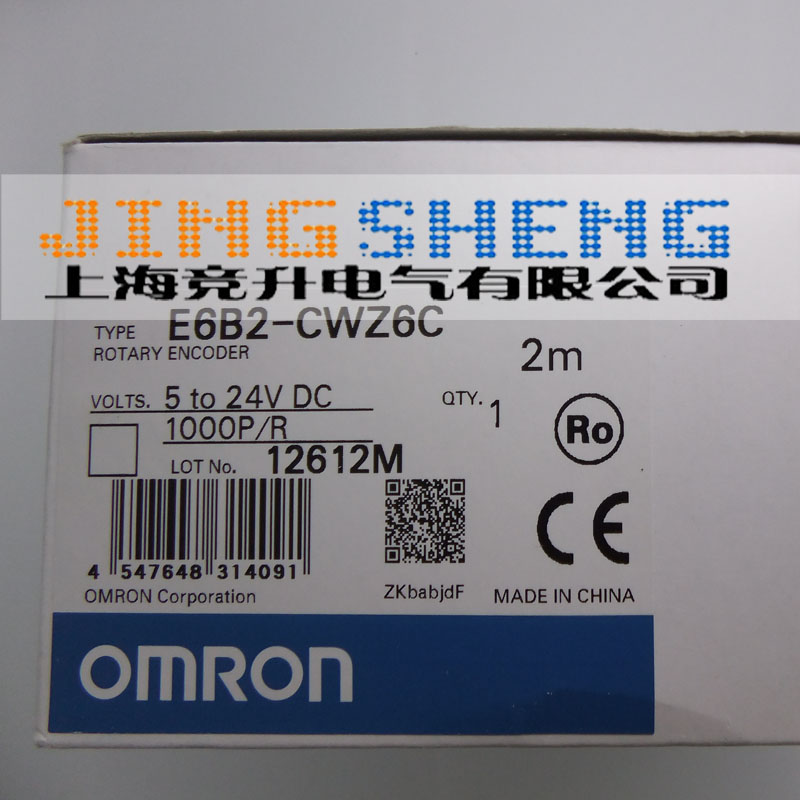 JINGSHENG
上海竞升电气有限公司
TYPE E6B2-CWZ6C
ROTARY ENCODER
2m
VOLTS. 5 to 24V DC
QTY. 1
1000P/R
Ro
LOT No. 12612M
CE
4 547648 314091
ZKbabjdF
OMRON Corporation
MADE IN CHINA
OMRON